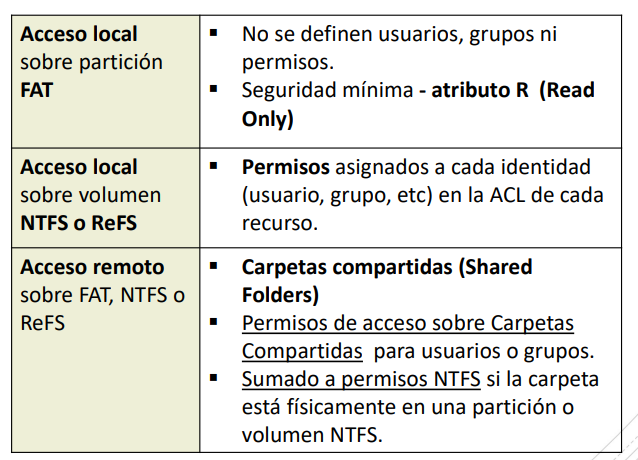 Acceso local
sobre partición
FAT
▪ No se definen usuarios, grupos ni
permisos.
▪ Seguridad mínima - atributo R (Read
Only)
Acceso local
sobre volumen
NTFS o ReFS
▪ Permisos asignados a cada identidad
(usuario, grupo, etc) en la ACL de cada
recurso.
Acceso remoto
sobre FAT, NTFS o
ReFS
▪ Carpetas compartidas (Shared
Folders)
▪ Permisos de acceso sobre Carpetas
Compartidas para usuarios o grupos.
▪ Sumado a permisos NTFS si la carpeta
está físicamente en una partición o
volumen NTFS.